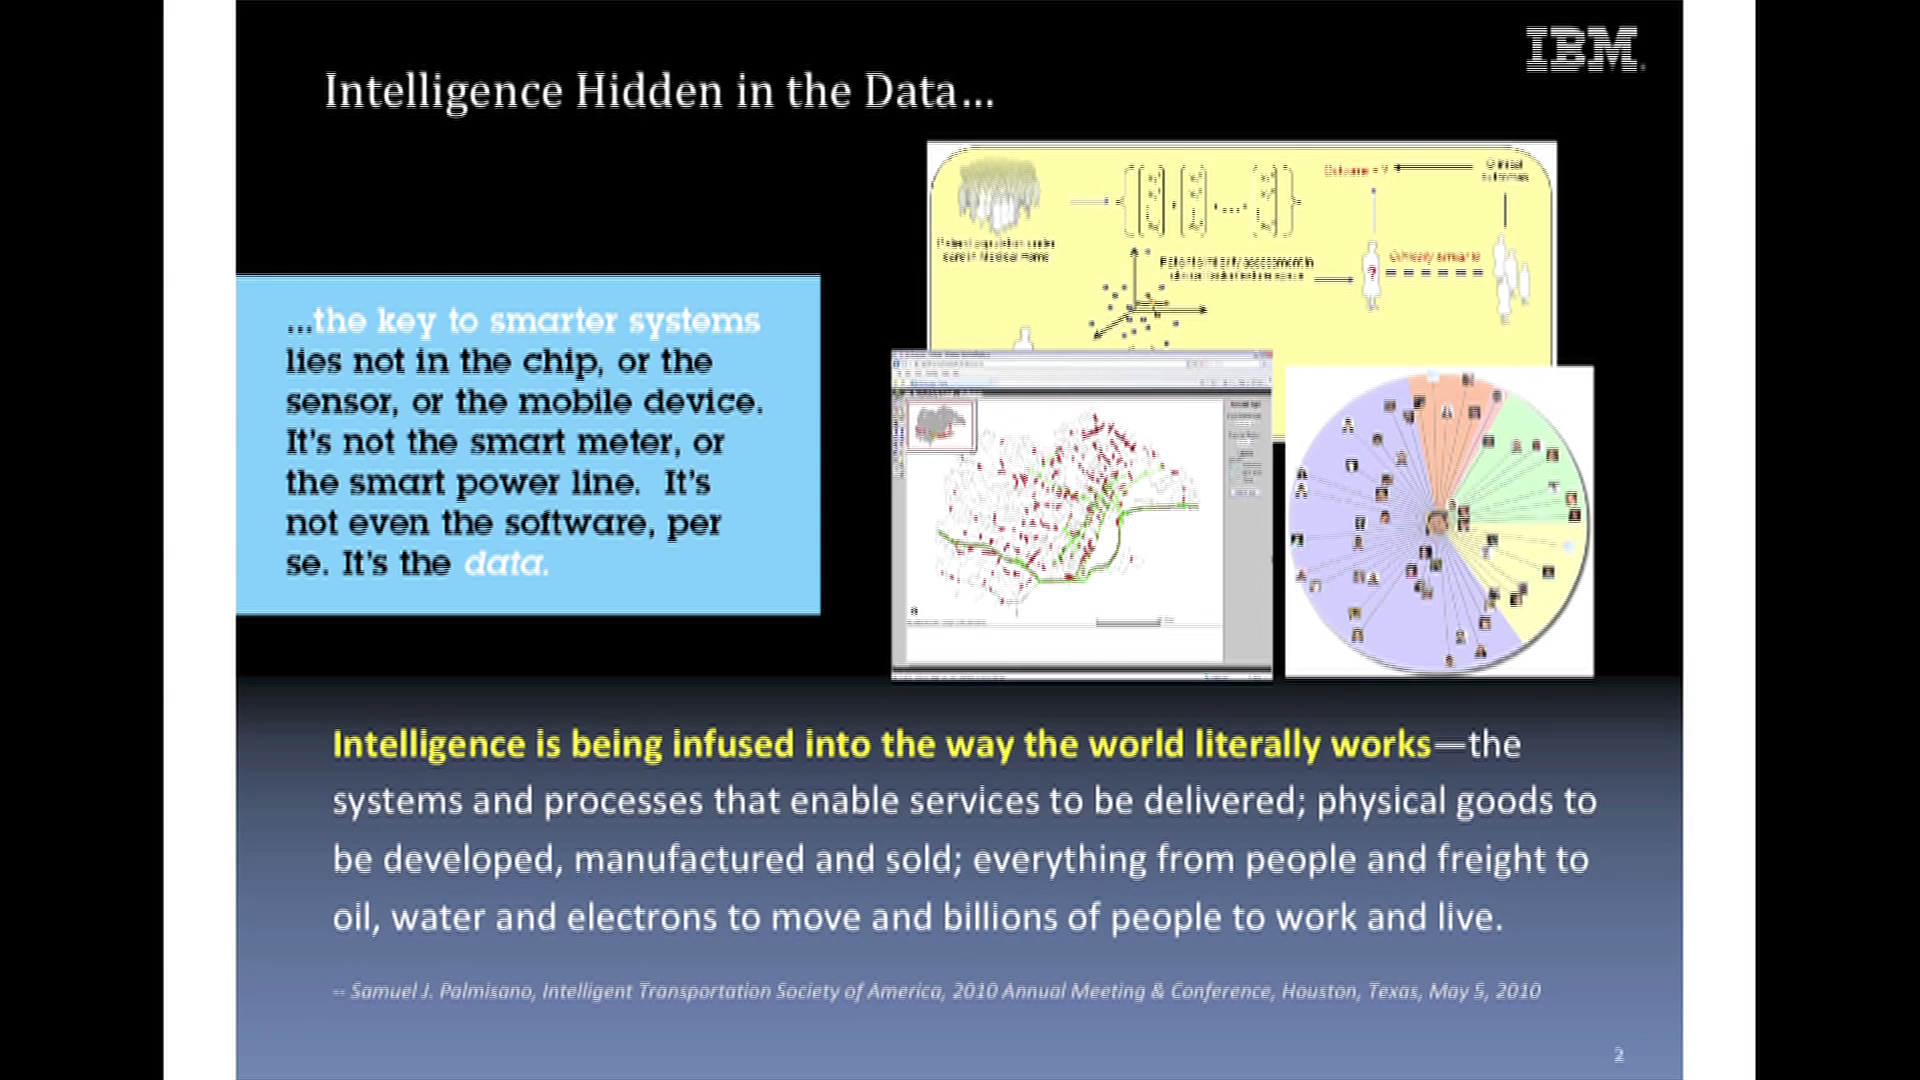 IBM
Intelligence Hidden in the Data...
...the key to smarter systems
lies not in the chip, or the
sensor, or the mobile device.
It's not the smart meter, or
the smart power line.  It's
not even the software, per
se. It's the data.
?
Intelligence is being infused into the way the world literally works—the
systems and processes that enable services to be delivered; physical goods to
be developed, manufactured and sold; everything from people and freight to
oil, water and electrons to move and billions of people to work and live.
-- Samuel J. Palmisano, Intelligent Transportation Society of America, 2010 Annual Meeting & Conference, Houston, Texas, May 5, 2010
2